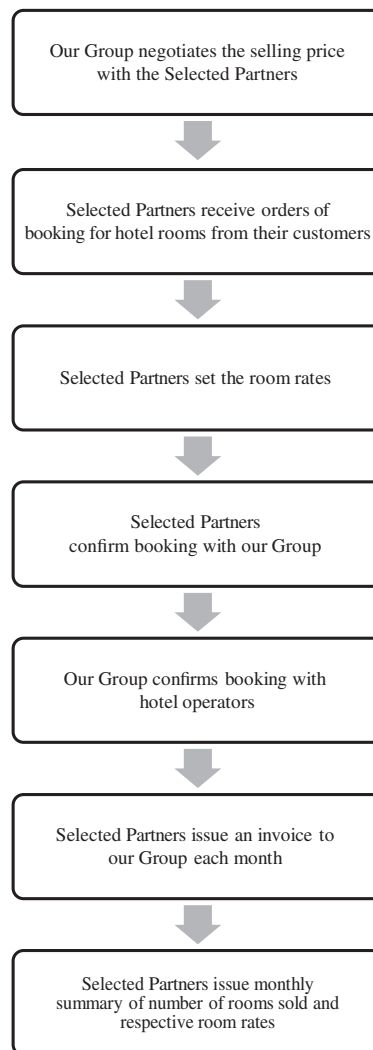 Our Group negotiates the selling price
with the Selected Partners
Selected Partners receive orders of
booking for hotel rooms from their customers
Selected Partners set the room rates
Selected Partners
confirm booking with our Group
Our Group confirms booking with
hotel operators
Selected Partners issue an invoice to
our Group each month
Selected Partners issue monthly
summary of number of rooms sold and
respective room rates